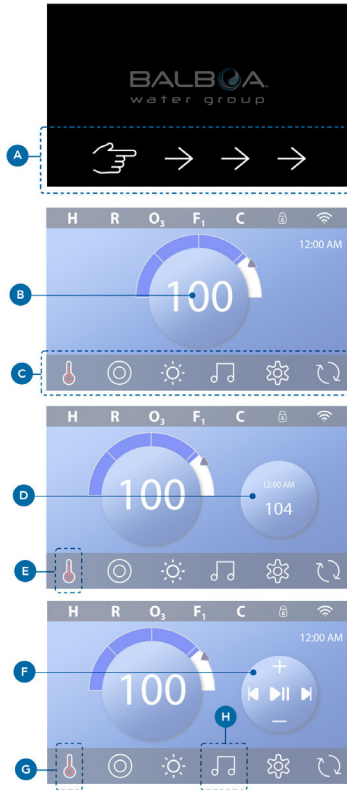 BALBOA
water group
A
H R O₃ F₁ C
12:00 AM
B
100
C
H R O₃ F₁ C
D
100
12:00 AM
104
E
H R O₃ F₁ C
12:00 AM
F
100
H
G